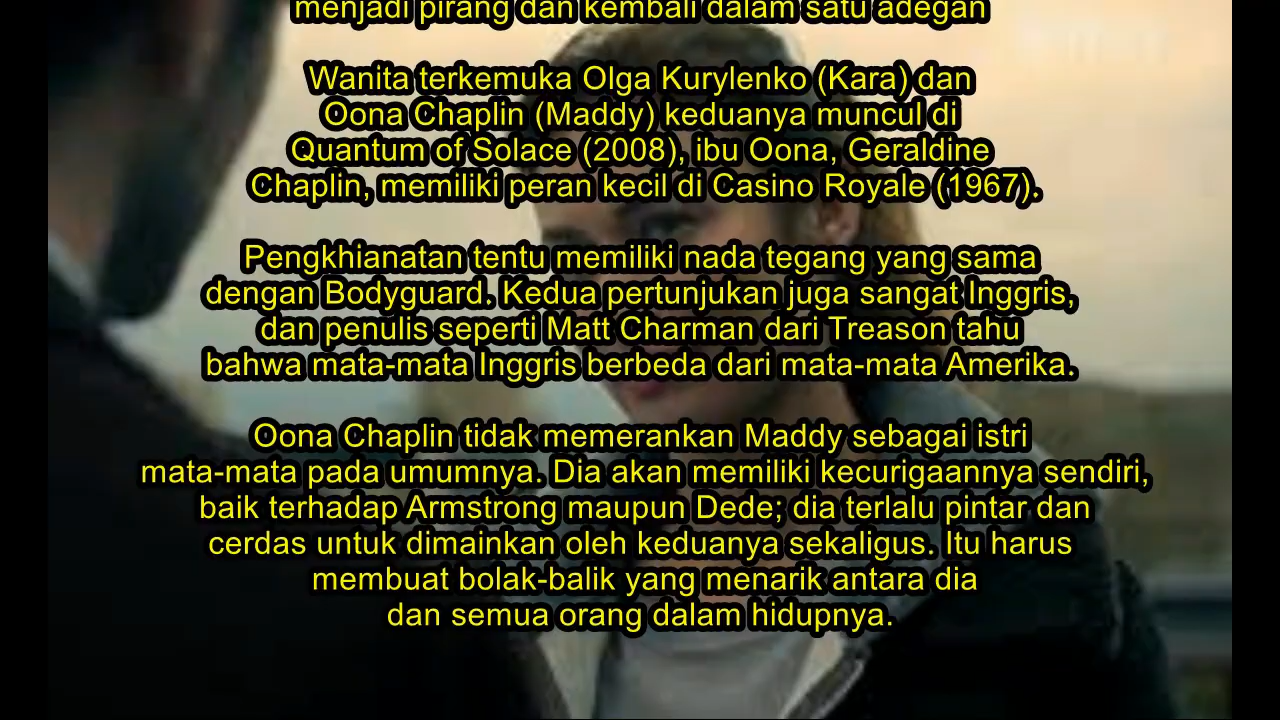 menjadi pirang dan kembali dalam satu adegan
Wanita terkemuka Olga Kurylenko (Kara) dan
Oona Chaplin (Maddy) keduanya muncul di
Quantum of Solace (2008), ibu Oona, Geraldine
Chaplin, memiliki peran kecil di Casino Royale (1967).
Pengkhianatan tentu memiliki nada tegang yang sama
dengan Bodyguard. Kedua pertunjukan juga sangat Inggris,
dan penulis seperti Matt Charman dari Treason tahu
bahwa mata-mata Inggris berbeda dari mata-mata Amerika.
Oona Chaplin tidak memerankan Maddy sebagai istri
mata-mata pada umumnya. Dia akan memiliki kecurigaannya sendiri,
baik terhadap Armstrong maupun Dede; dia terlalu pintar dan
cerdas untuk dimainkan oleh keduanya sekaligus. Itu harus
membuat bolak-balik yang menarik antara dia
dan semua orang dalam hidupnya.